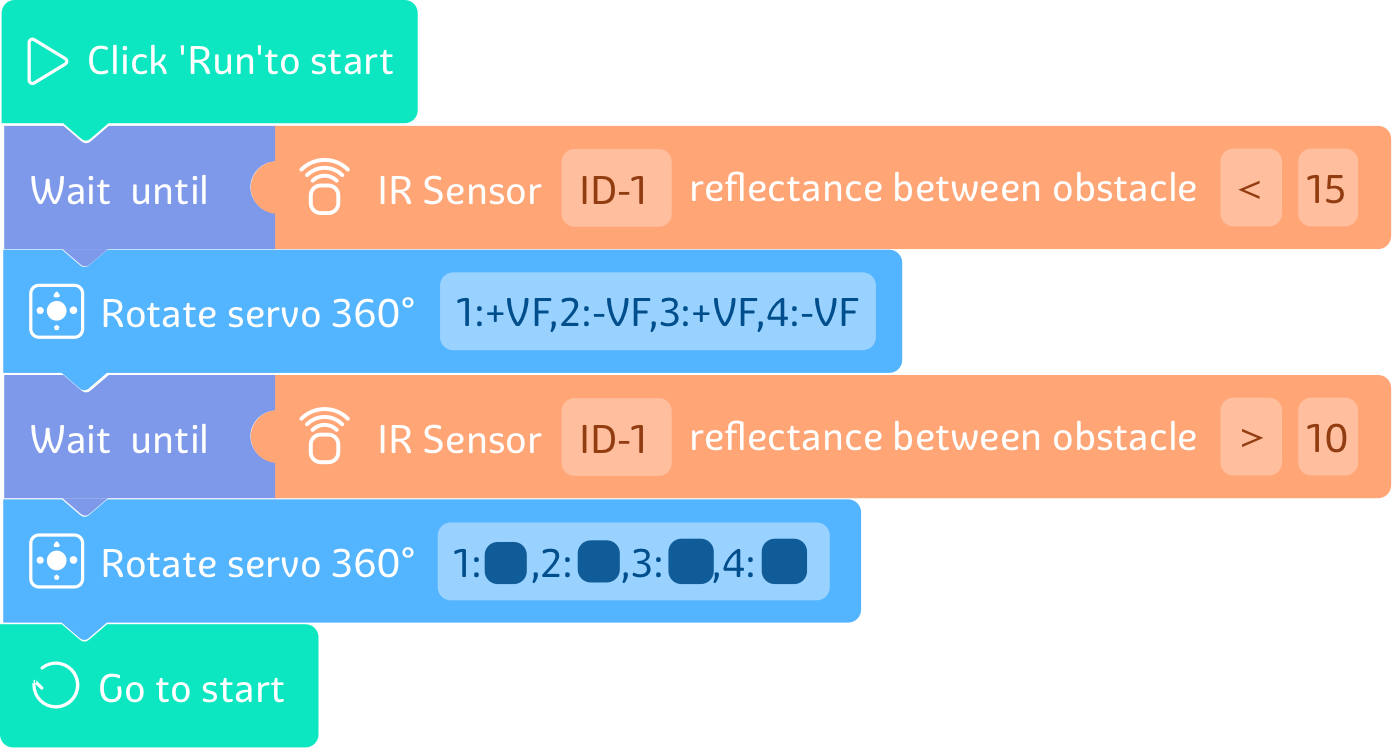 Click 'Run'to start
Wait until IR Sensor ID-1 reflectance between obstacle < 15
Rotate servo 360° 1:+VF,2:-VF,3:+VF,4:-VF
Wait until IR Sensor ID-1 reflectance between obstacle > 10
Rotate servo 360° 1: ,2: ,3: ,4:
Go to start